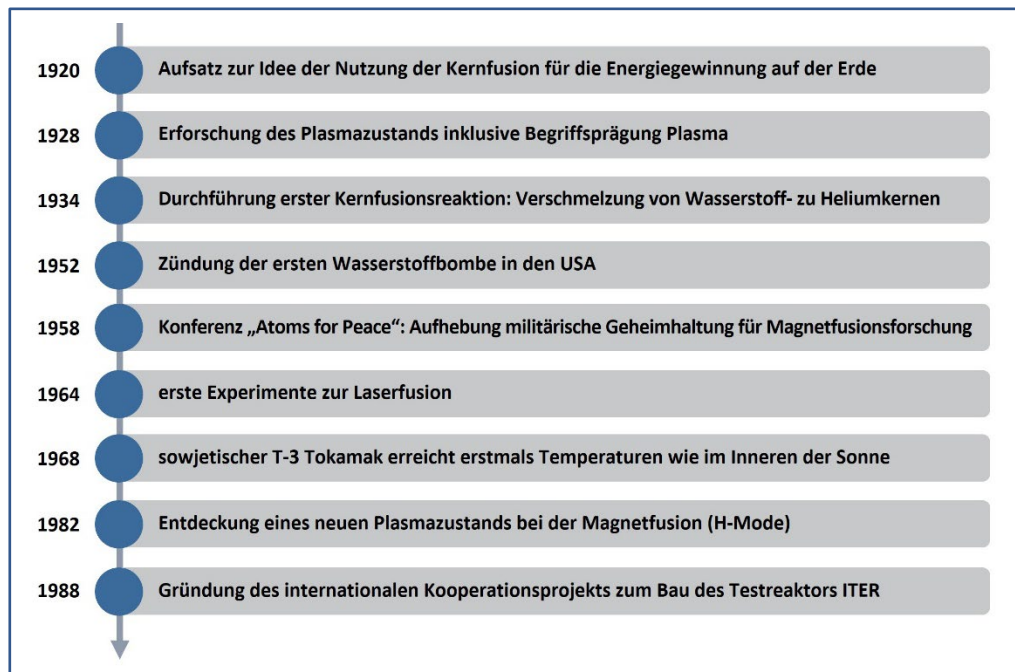 1920 Aufsatz zur Idee der Nutzung der Kernfusion für die Energiegewinnung auf der Erde
1928 Erforschung des Plasmazustands inklusive Begriffsprägung Plasma
1934 Durchführung erster Kernfusionsreaktion: Verschmelzung von Wasserstoff- zu Heliumkernen
1952 Zündung der ersten Wasserstoffbombe in den USA
1958 Konferenz „Atoms for Peace“: Aufhebung militärische Geheimhaltung für Magnetfusionsforschung
1964 erste Experimente zur Laserfusion
1968 sowjetischer T-3 Tokamak erreicht erstmals Temperaturen wie im Inneren der Sonne
1982 Entdeckung eines neuen Plasmazustands bei der Magnetfusion (H-Mode)
1988 Gründung des internationalen Kooperationsprojekts zum Bau des Testreaktors ITER